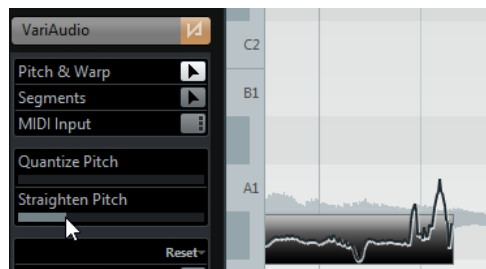 VariAudio
Pitch & Warp
Segments
MIDI Input
Quantize Pitch
Straighten Pitch
Reset
C2
B1
A1